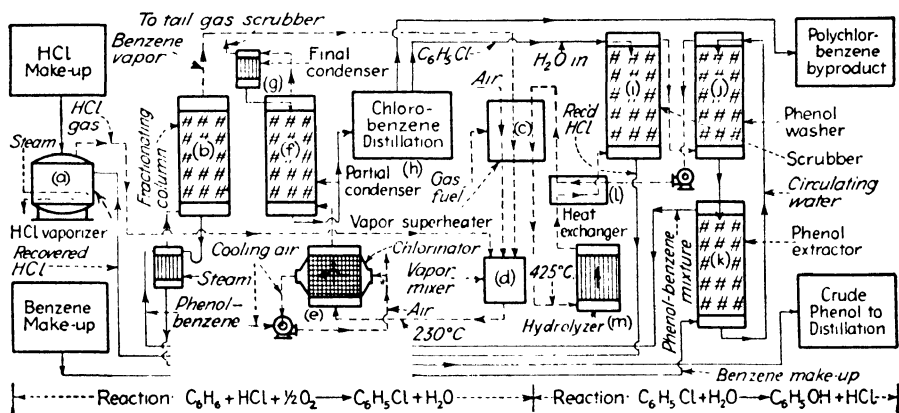 To tail gas scrubber
HCl
Make-up
Benzene
vapor
Final
condenser
(g)
C₆H₅Cl
H₂O in
Polychlor-
benzene
byproduct
HCl
gas
Steam
(a)
HCl vaporizer
Recovered
HCl
Fractionating
column
(b)
(f)
Chloro-
benzene
Distillation
(h)
Partial
condenser
Air
(c)
Gas
fuel
Vapor superheater
Rec'd
HCl
(i)
(j)
(l)
Heat
exchanger
Phenol
washer
Scrubber
Circulating
water
Phenol
extractor
(k)
Phenol-benzene
mixture
Cooling air
Steam
Phenol-
benzene
Chlorinator
(e)
Air
230°C
Vapor
mixer
(d)
425°C.
Hydrolyzer
(m)
Benzene
Make-up
Crude
Phenol to
Distillation
Benzene make-up
Reaction: C₆H₆ + HCl + ½O₂ → C₆H₅Cl + H₂O
Reaction: C₆H₅Cl + H₂O → C₆H₅OH + HCl